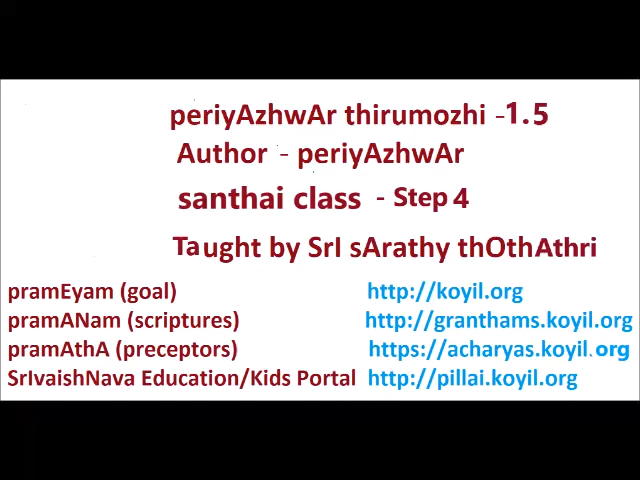 periyAzhwAr thirumozhi -1.5
Author - periyAzhwAr
santhai class - Step 4
Taught by SrI sArathy thOthAthri
pramEyam (goal) http://koyil.org
pramANam (scriptures) http://granthams.koyil.org
pramAthA (preceptors) https://acharyas.koyil.org
SrIvaishNava Education/Kids Portal http://pillai.koyil.org